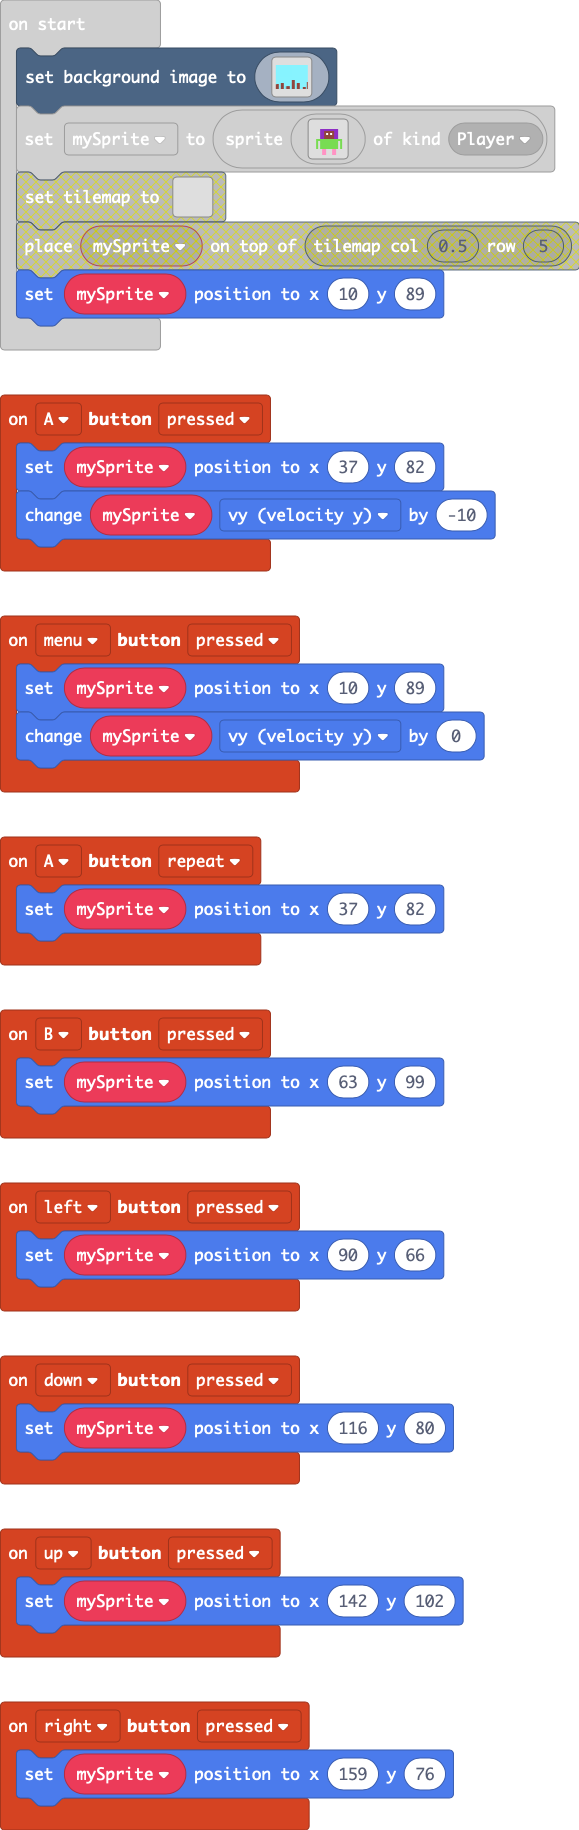 on start
set background image to
set mySprite to sprite of kind Player
set tilemap to
place mySprite on top of tilemap col 0.5 row 5
set mySprite position to x 10 y 89
on A button pressed
set mySprite position to x 37 y 82
change mySprite vy (velocity y) by -10
on menu button pressed
set mySprite position to x 10 y 89
change mySprite vy (velocity y) by 0
on A button repeat
set mySprite position to x 37 y 82
on B button pressed
set mySprite position to x 63 y 99
on left button pressed
set mySprite position to x 90 y 66
on down button pressed
set mySprite position to x 116 y 80
on up button pressed
set mySprite position to x 142 y 102
on right button pressed
set mySprite position to x 159 y 76